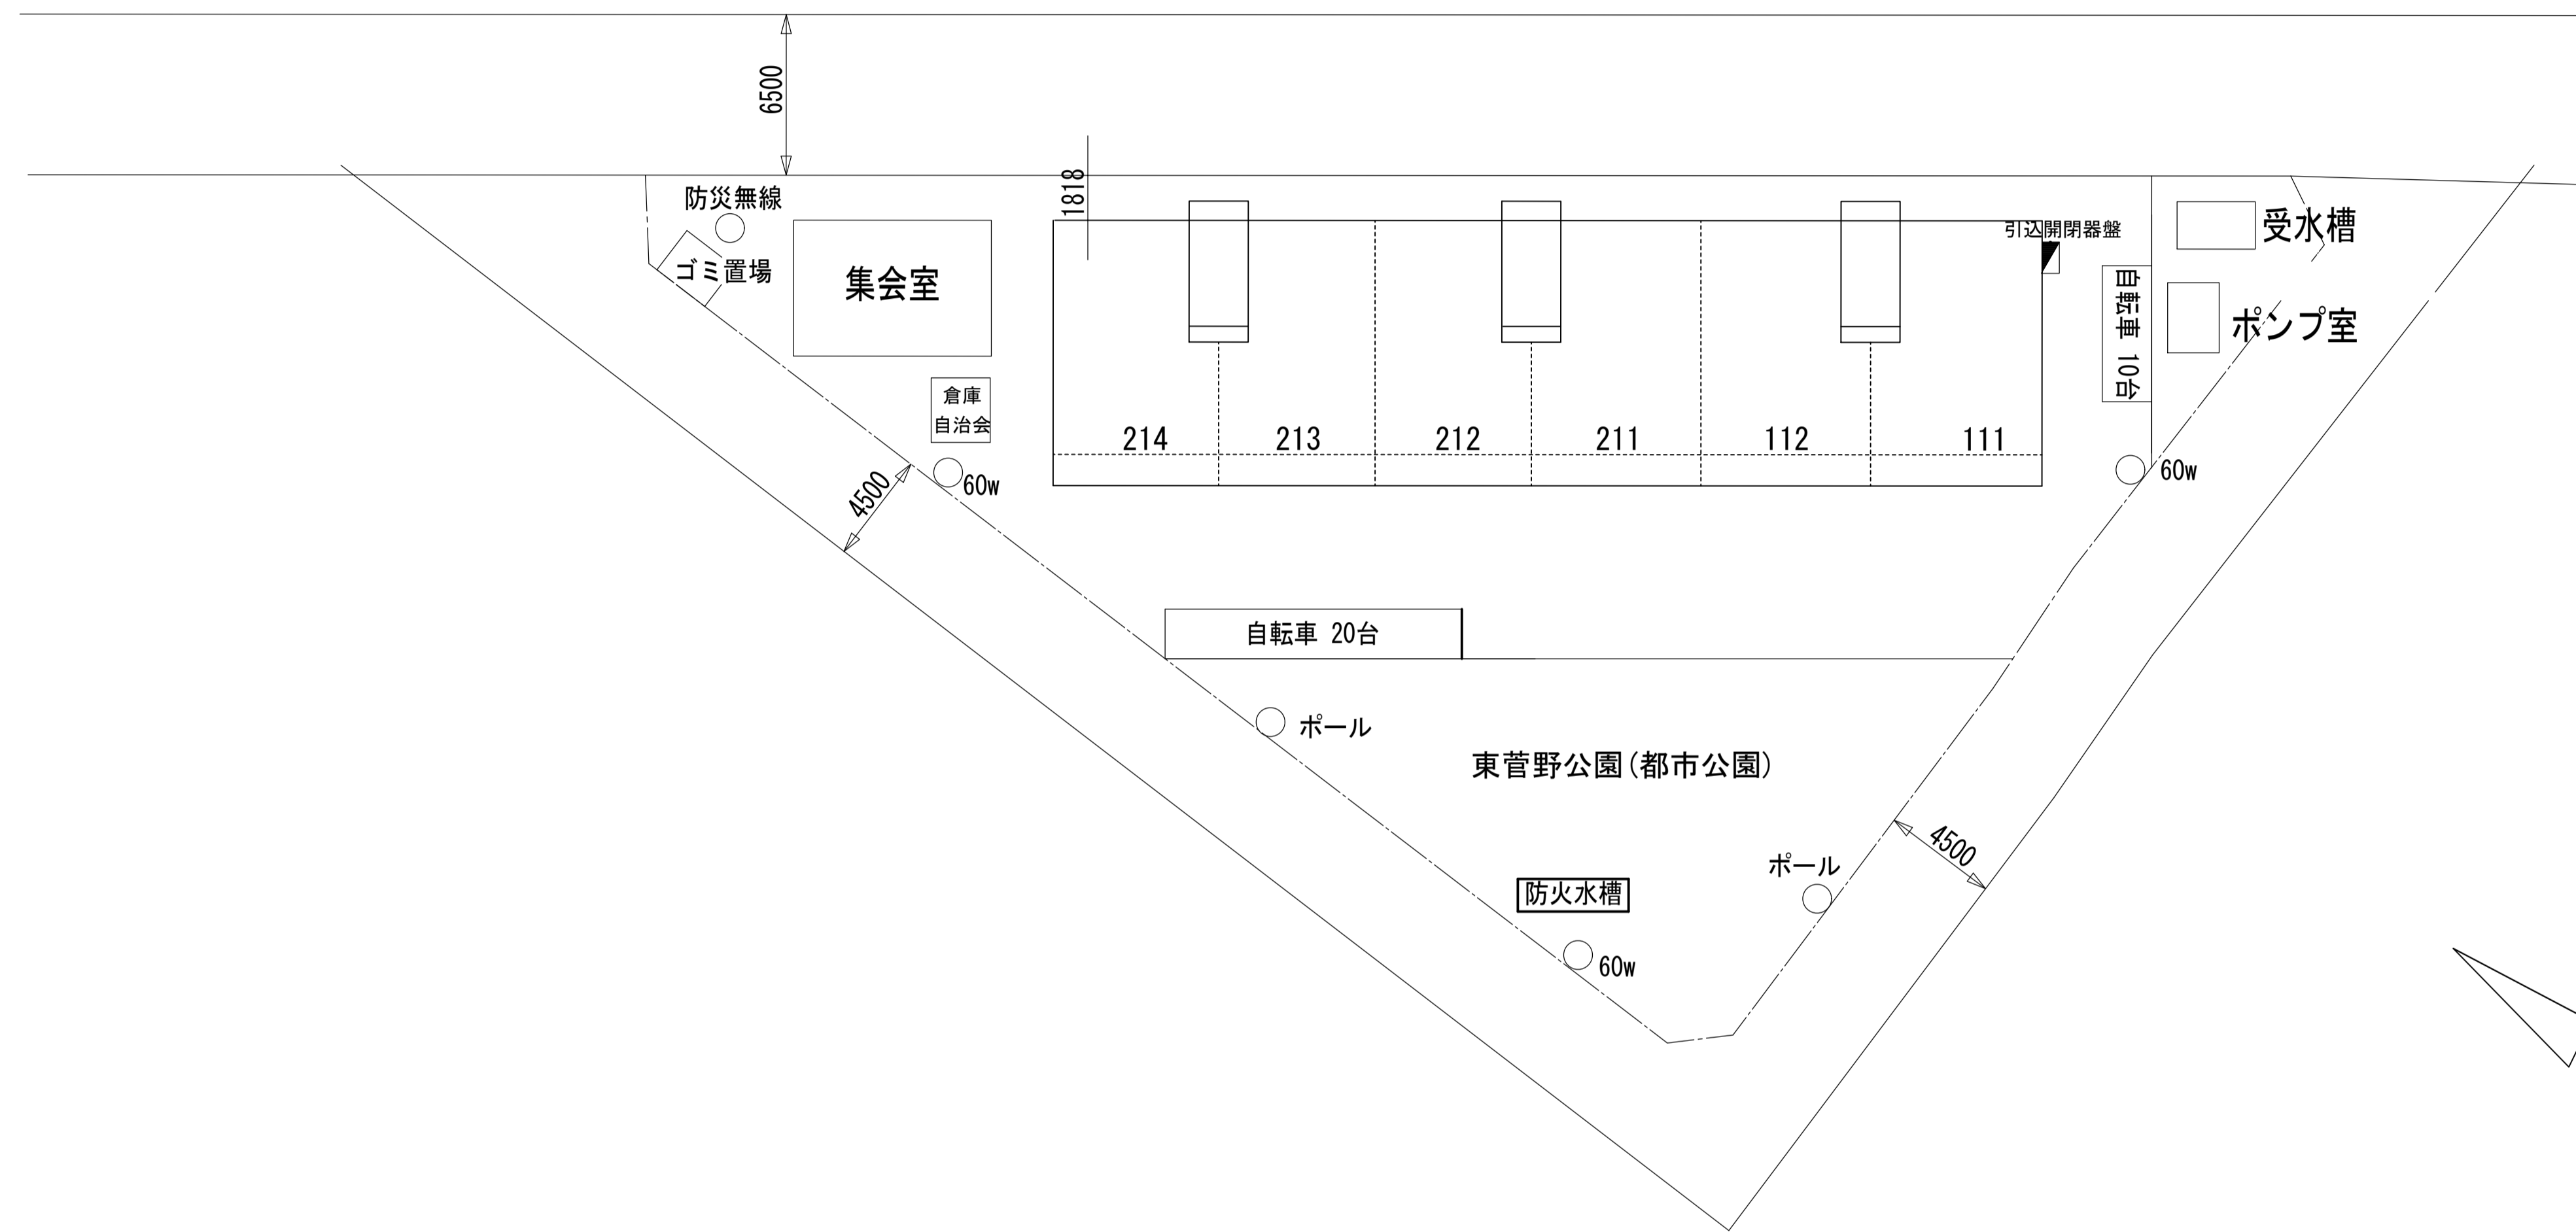 6500
1818
防災無線
ゴミ置場
集会室
引込開閉器盤
受水槽
自転車 10台
ポンプ室
倉庫
自治会
214
213
212
211
112
111
4500
60w
60w
自転車 20台
ポール
東菅野公園(都市公園)
4500
ポール
防火水槽
60w